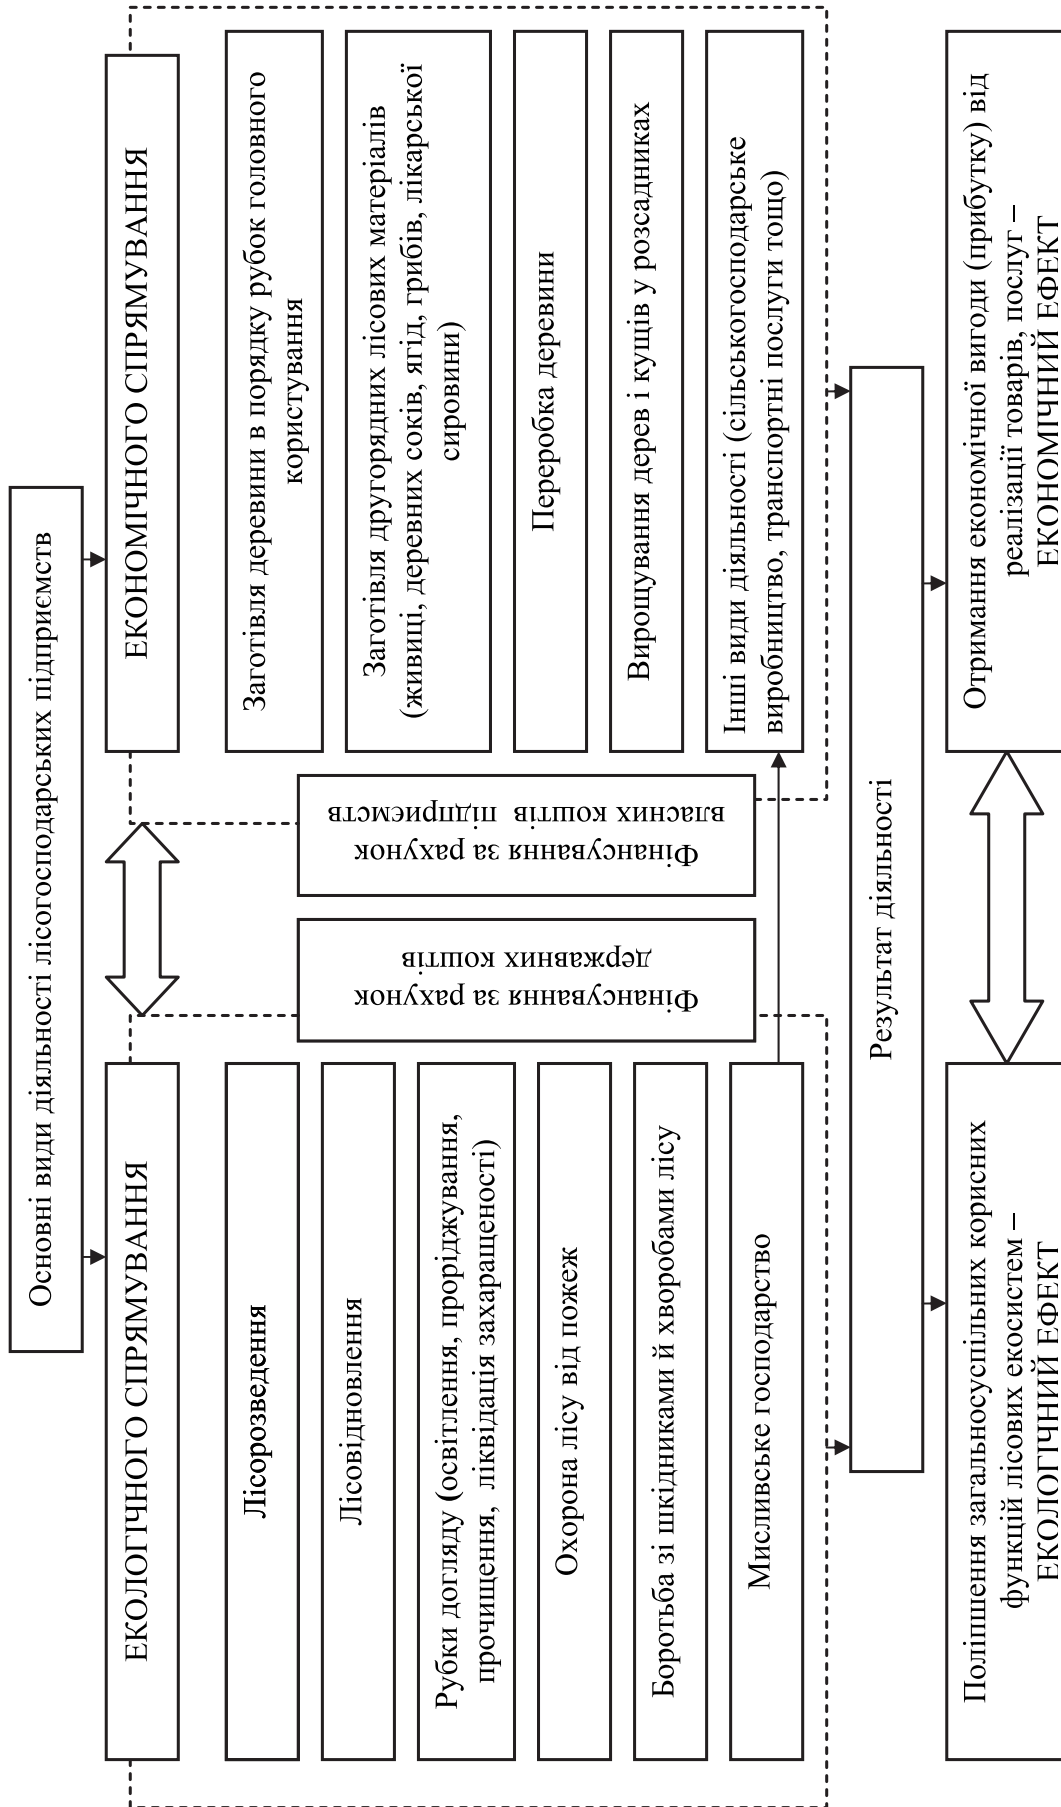 Основні види діяльності лісогосподарських підприємств
ЕКОЛОГІЧНОГО СПРЯМУВАННЯ
Лісорозведення
Лісовідновлення
Рубки догляду (освітлення, проріджування,
прочищення, ліквідація захаращеності)
Охорона лісу від пожеж
Боротьба зі шкідниками й хворобами лісу
Мисливське господарство
Фінансування за рахунок
державних коштів
Фінансування за рахунок
власних коштів підприємств
ЕКОНОМІЧНОГО СПРЯМУВАННЯ
Заготівля деревини в порядку рубок головного
користування
Заготівля другорядних лісових матеріалів
(живиці, деревних соків, ягід, грибів, лікарської
сировини)
Переробка деревини
Вирощування дерев і кущів у розсадниках
Інші види діяльності (сільськогосподарське
виробництво, транспортні послуги тощо)
Результат діяльності
Поліпшення загальносуспільних корисних
функцій лісових екосистем –
ЕКОЛОГІЧНИЙ ЕФЕКТ
Отримання економічної вигоди (прибутку) від
реалізації товарів, послуг –
ЕКОНОМІЧНИЙ ЕФЕКТ